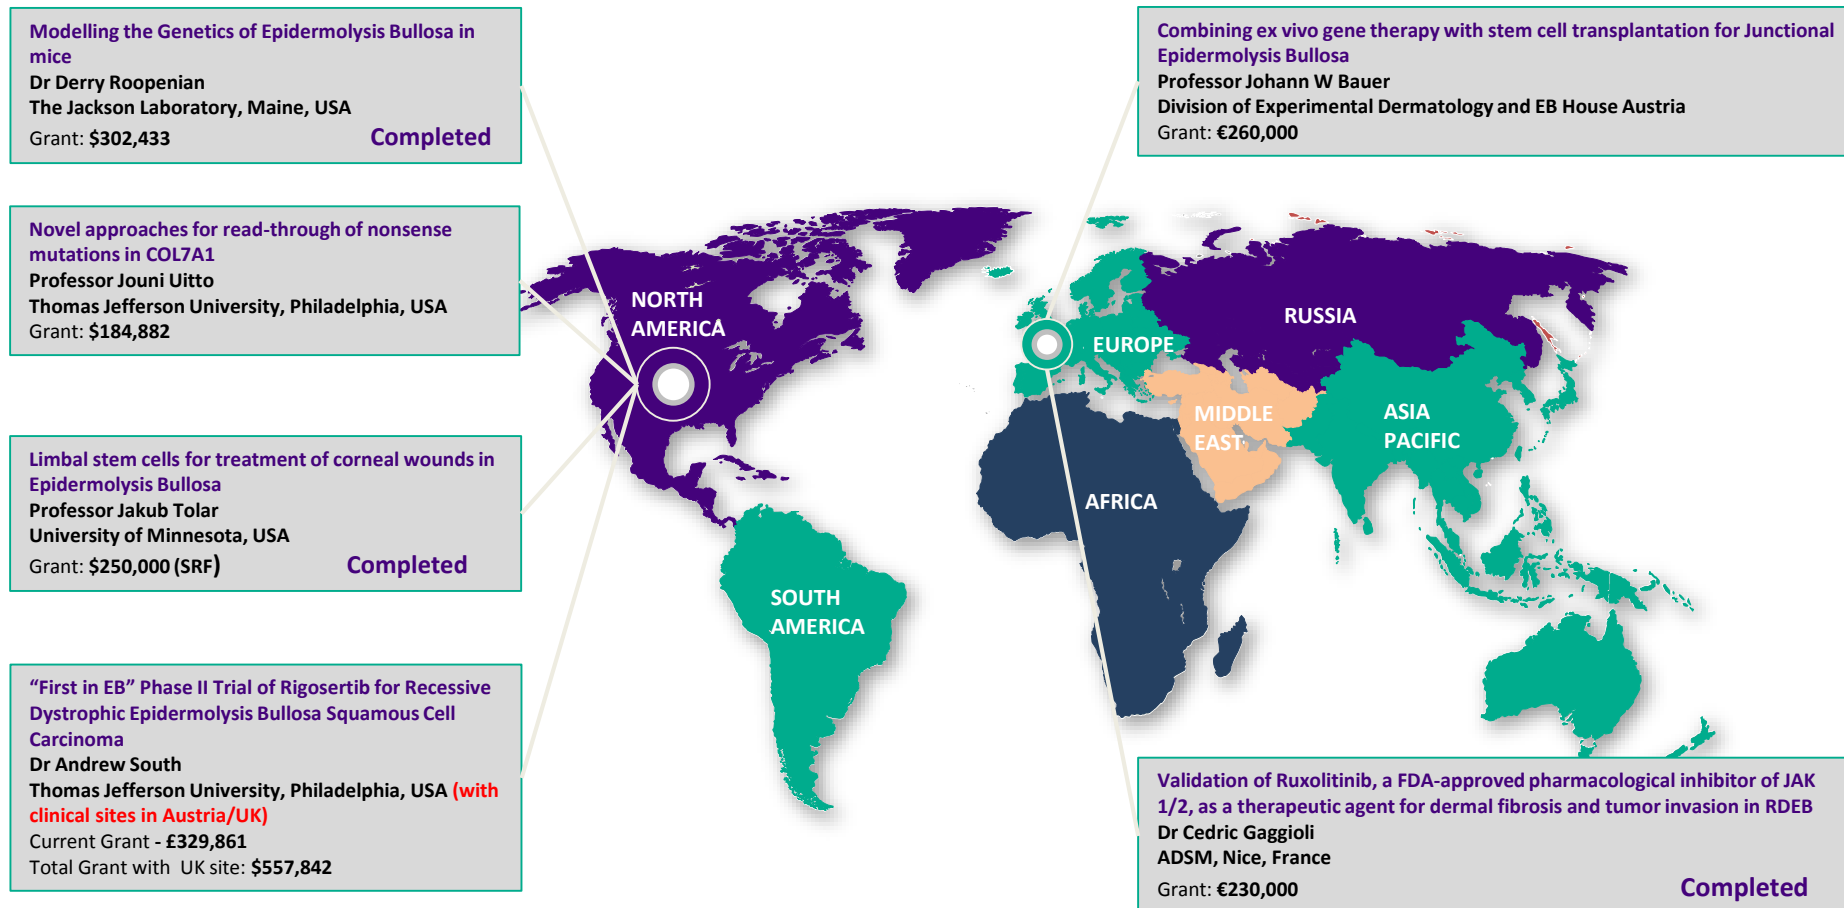 Modelling the Genetics of Epidermolysis Bullosa in
mice
Dr Derry Roopenian
The Jackson Laboratory, Maine, USA
Grant: $302,433 Completed
Novel approaches for read-through of nonsense
mutations in COL7A1
Professor Jouni Uitto
Thomas Jefferson University, Philadelphia, USA
Grant: $184,882
Limbal stem cells for treatment of corneal wounds in
Epidermolysis Bullosa
Professor Jakub Tolar
University of Minnesota, USA
Grant: $250,000 (SRF) Completed
“First in EB” Phase II Trial of Rigosertib for Recessive
Dystrophic Epidermolysis Bullosa Squamous Cell
Carcinoma
Dr Andrew South
Thomas Jefferson University, Philadelphia, USA (with
clinical sites in Austria/UK)
Current Grant - £329,861
Total Grant with UK site: $557,842
Combining ex vivo gene therapy with stem cell transplantation for Junctional
Epidermolysis Bullosa
Professor Johann W Bauer
Division of Experimental Dermatology and EB House Austria
Grant: €260,000
NORTH
AMERICA
SOUTH
AMERICA
EUROPE
RUSSIA
MIDDLE
EAST
ASIA
PACIFIC
AFRICA
Validation of Ruxolitinib, a FDA-approved pharmacological inhibitor of JAK
1/2, as a therapeutic agent for dermal fibrosis and tumor invasion in RDEB
Dr Cedric Gaggioli
ADSM, Nice, France
Grant: €230,000 Completed